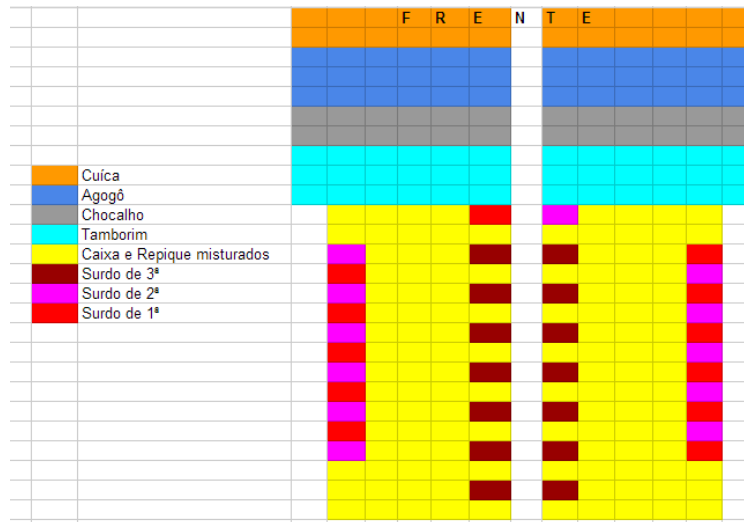 F R E N T E
Cuíca
Agogô
Chocalho
Tamborim
Caixa e Repique misturados
Surdo de 3ª
Surdo de 2ª
Surdo de 1ª